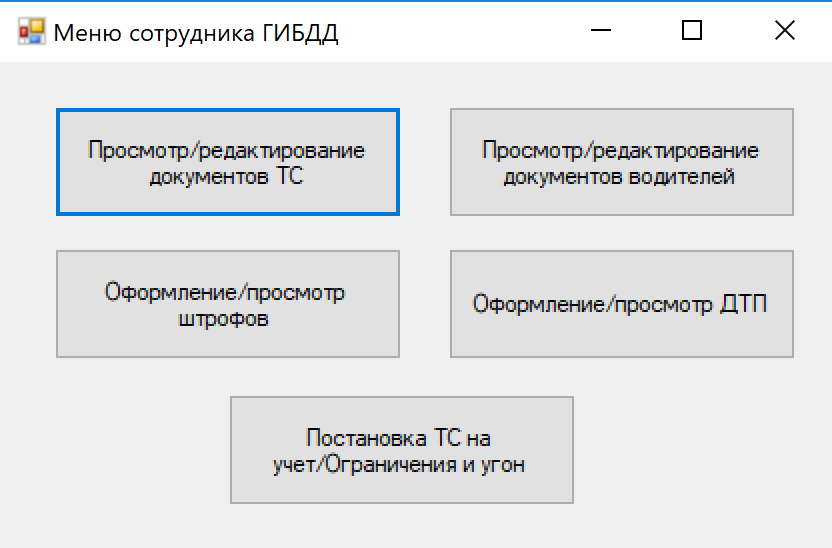 Меню сотрудника ГИБДД
Просмотр/редактирование
документов ТС
Просмотр/редактирование
документов водителей
Оформление/просмотр
штрофов
Оформление/просмотр ДТП
Постановка ТС на
учет/Ограничения и угон